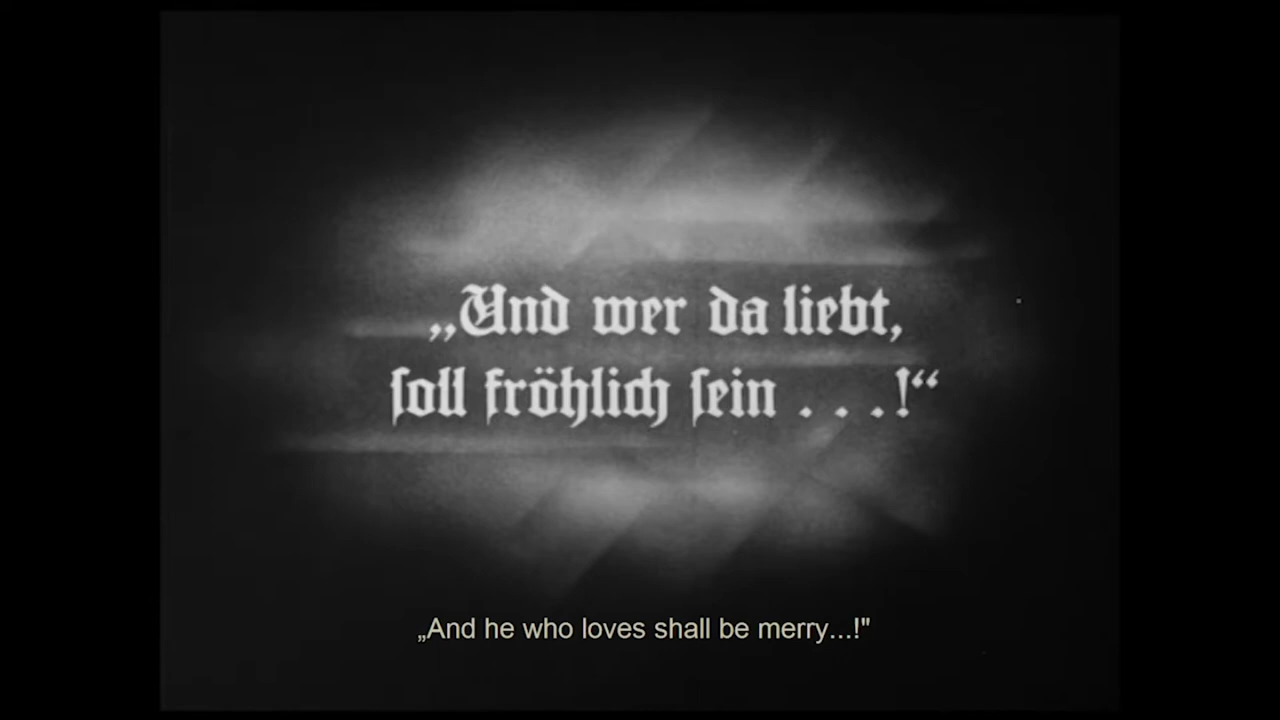 „Und wer da liebt,
ſoll fröhlich ſein . . .!“
„And he who loves shall be merry...!"